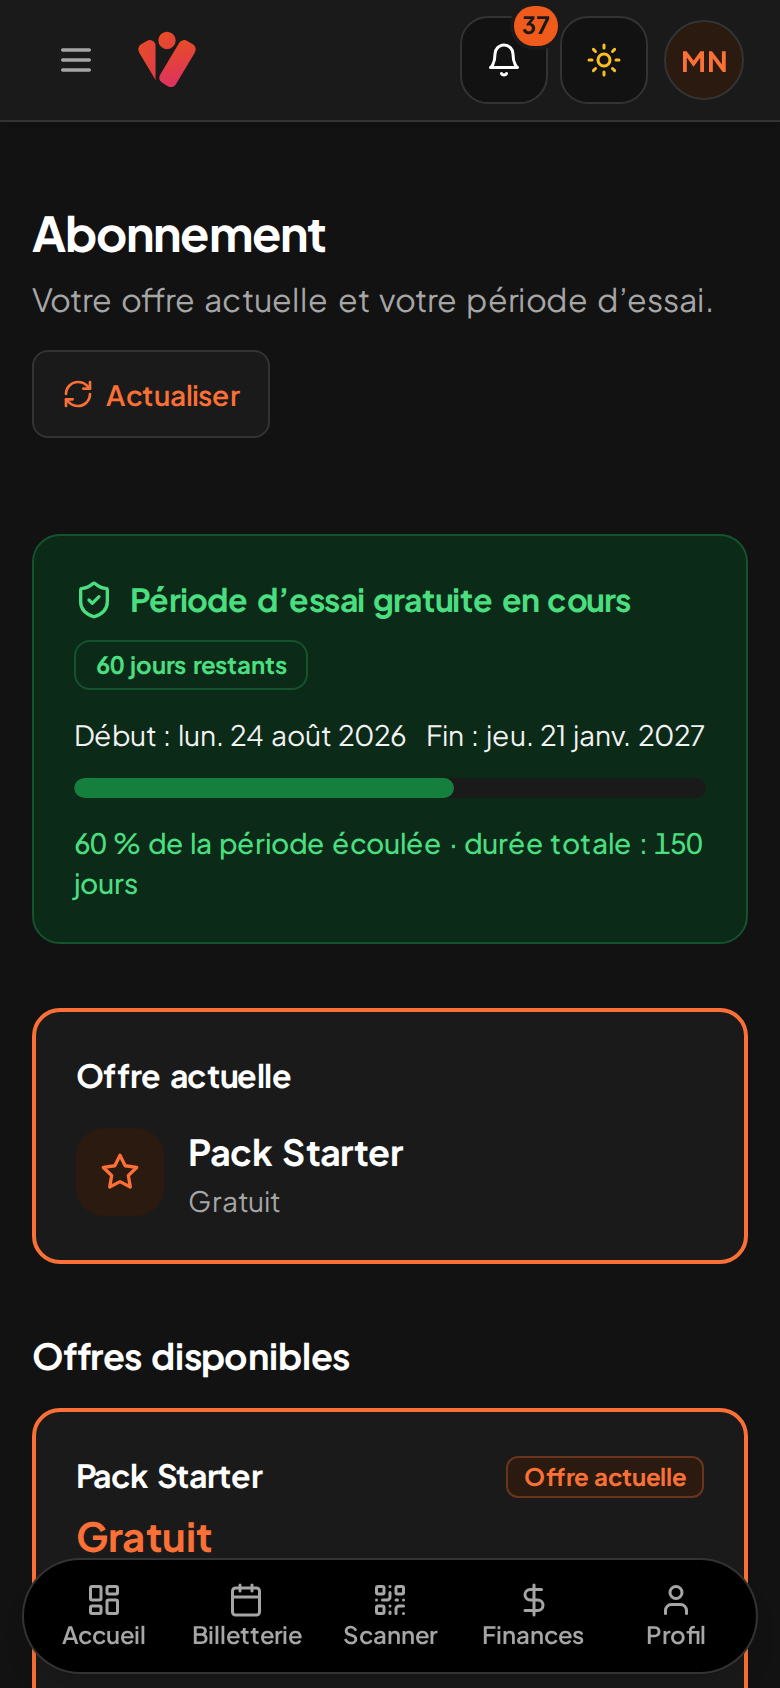 37
MN
Abonnement
Votre offre actuelle et votre période d’essai.
Actualiser
Période d’essai gratuite en cours
60 jours restants
Début : lun. 24 août 2026 Fin : jeu. 21 janv. 2027
60 % de la période écoulée · durée totale : 150
jours
Offre actuelle
Pack Starter
Gratuit
Offres disponibles
Pack Starter Offre actuelle
Gratuit
Accueil Billetterie Scanner Finances Profil